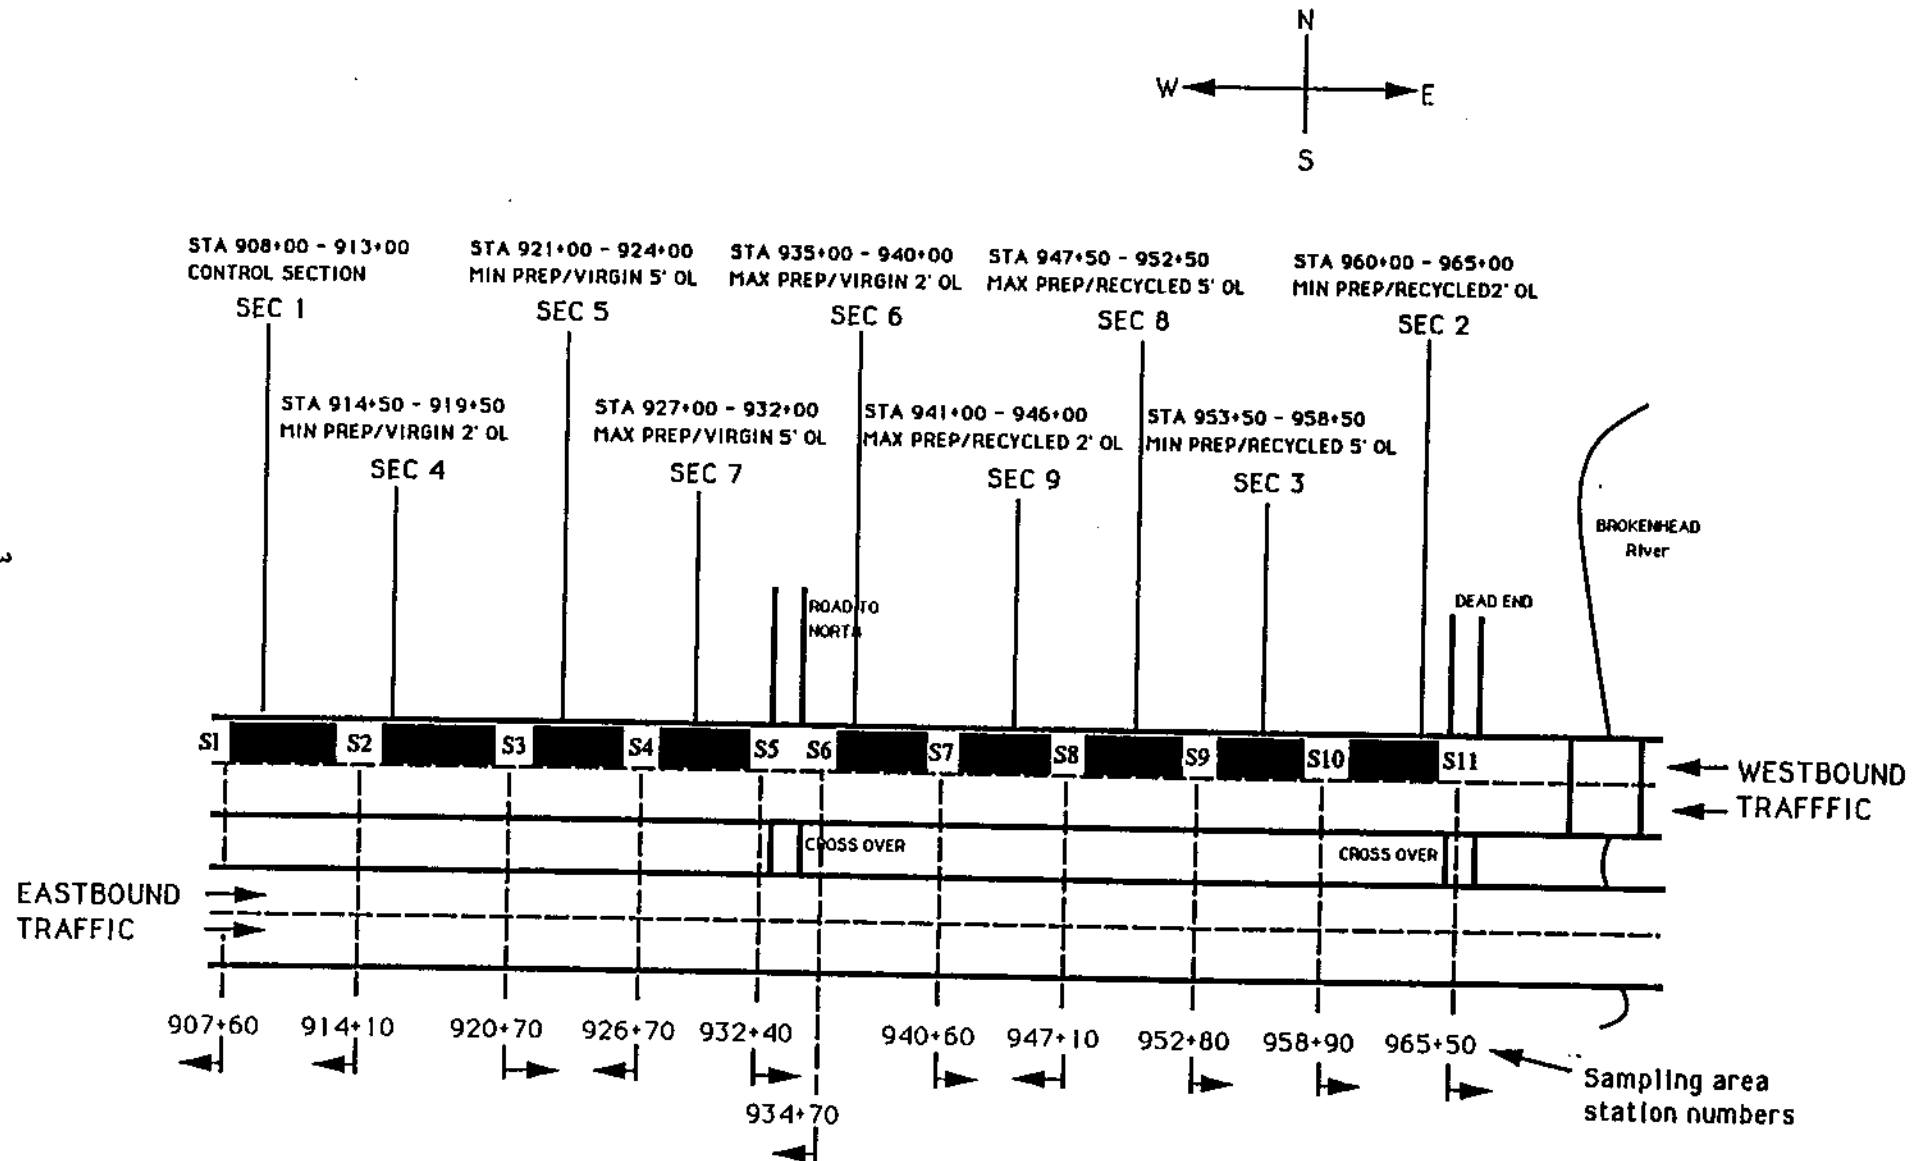 N
W E
S
STA 908+00 - 913+00
CONTROL SECTION
SEC 1
STA 921+00 - 924+00
MIN PREP/VIRGIN 5' OL
SEC 5
STA 935+00 - 940+00
MAX PREP/VIRGIN 2' OL
SEC 6
STA 947+50 - 952+50
MAX PREP/RECYCLED 5' OL
SEC 8
STA 960+00 - 965+00
MIN PREP/RECYCLED2' OL
SEC 2
STA 914+50 - 919+50
MIN PREP/VIRGIN 2' OL
SEC 4
STA 927+00 - 932+00
MAX PREP/VIRGIN 5' OL
SEC 7
STA 941+00 - 946+00
MAX PREP/RECYCLED 2' OL
SEC 9
STA 953+50 - 958+50
MIN PREP/RECYCLED 5' OL
SEC 3
BROKENHEAD
River
3
ROAD TO
NORTH
DEAD END
S1 S2 S3 S4 S5 S6 S7 S8 S9 S10 S11
WESTBOUND
TRAFFFIC
CROSS OVER
CROSS OVER
EASTBOUND
TRAFFIC
907+60 914+10 920+70 926+70 932+40 940+60 947+10 952+80 958+90 965+50
934+70
Sampling area
station numbers